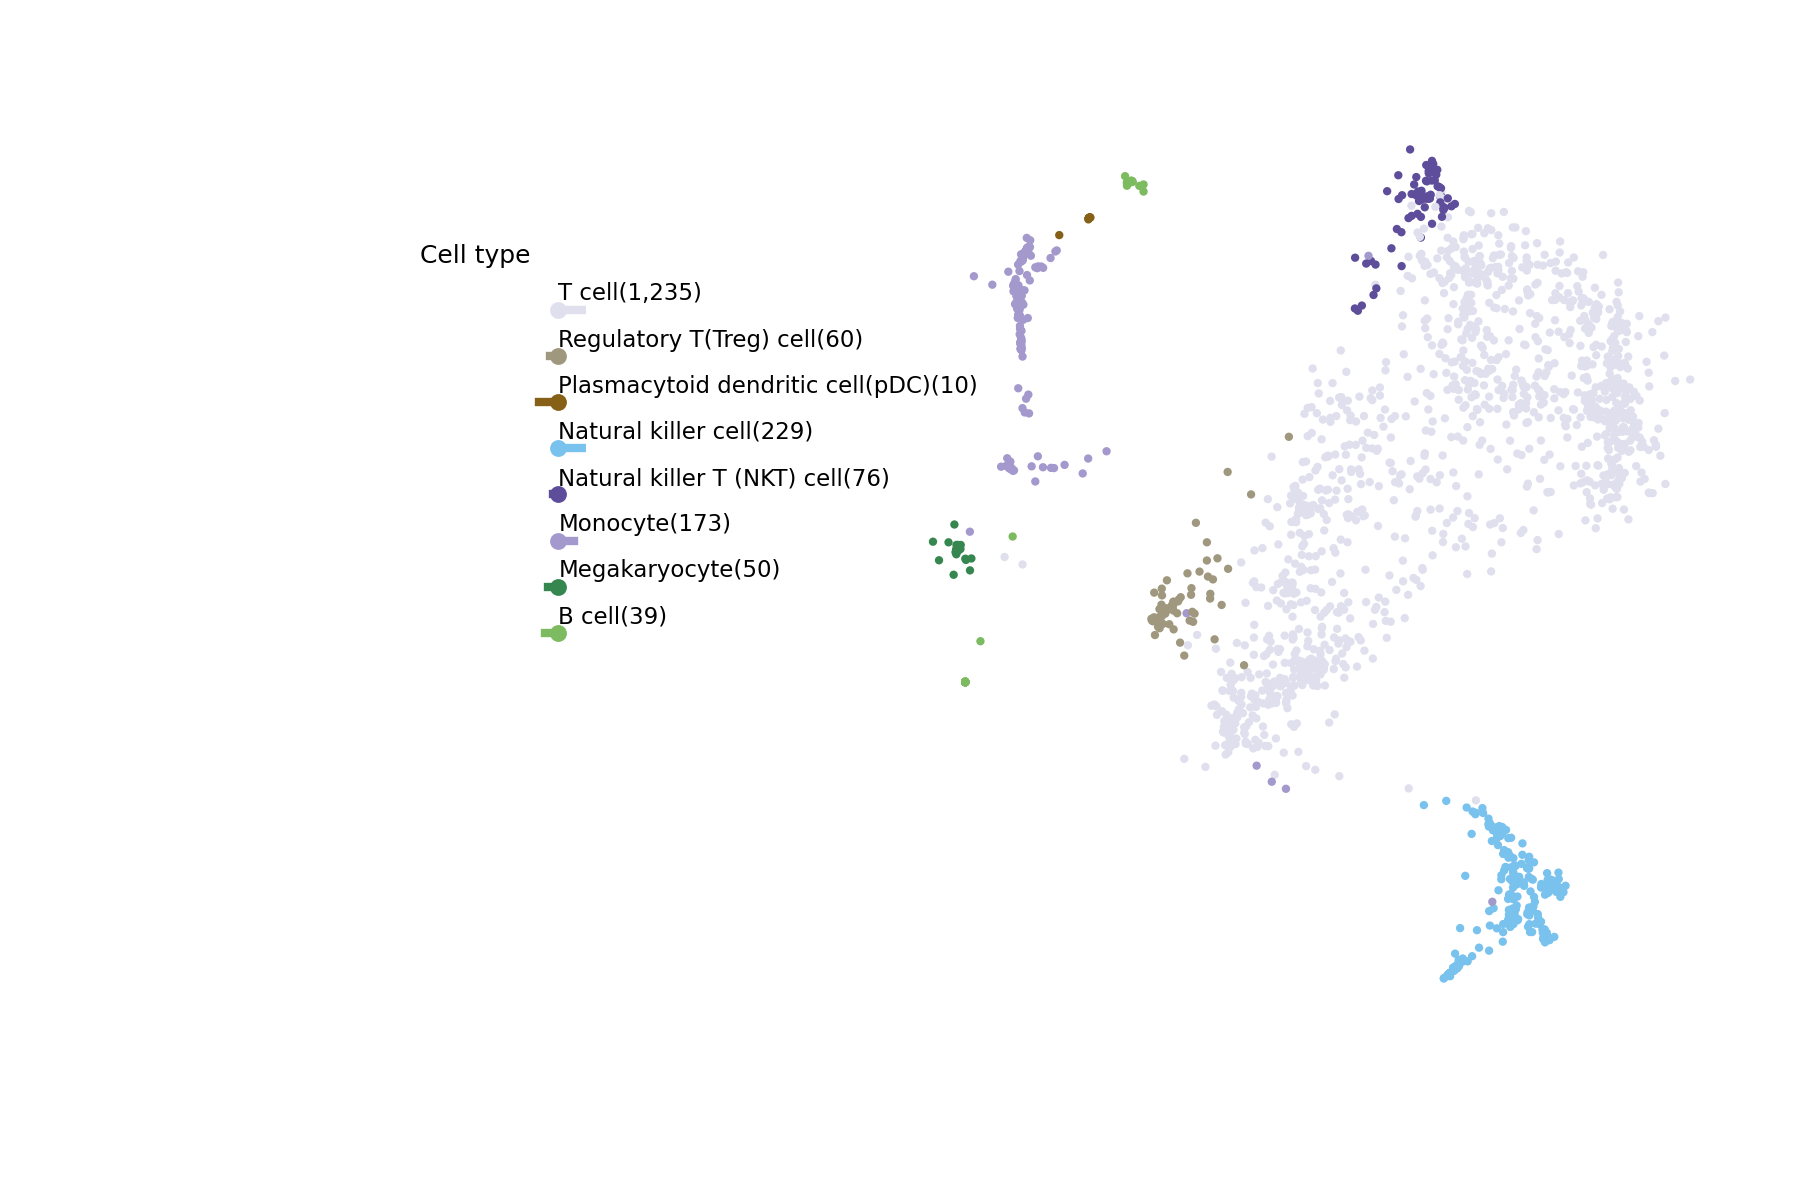 Cell type
T cell(1,235)
Regulatory T(Treg) cell(60)
Plasmacytoid dendritic cell(pDC)(10)
Natural killer cell(229)
Natural killer T (NKT) cell(76)
Monocyte(173)
Megakaryocyte(50)
B cell(39)